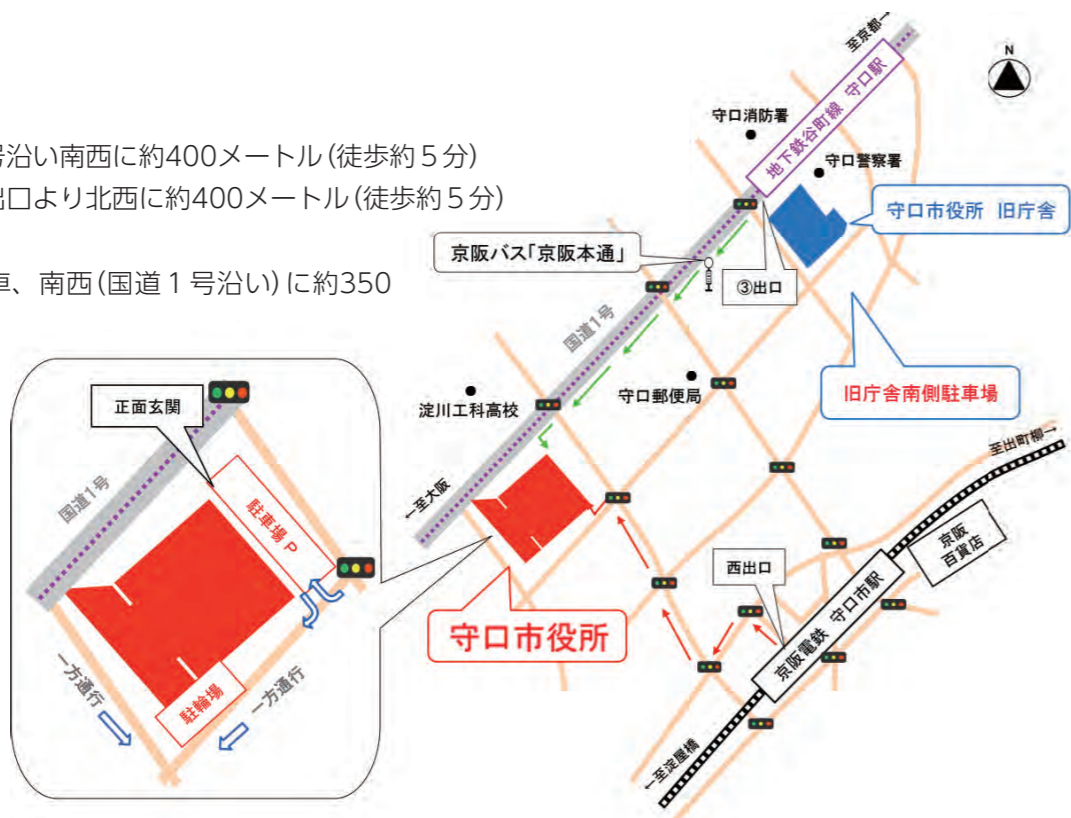 号沿い南西に約400メートル(徒歩約5分)
出口より北西に約400メートル(徒歩約5分)
車、南西(国道1号沿い)に約350
至京都→
N
地下鉄谷町線 守口駅
守口消防署
守口警察署
守口市役所 旧庁舎
京阪バス「京阪本通」
③出口
国道1号
旧庁舎南側駐車場
守口郵便局
淀川工科高校
至出町柳→
←至大阪
京阪
百貨店
西出口
守口市役所
京阪電鉄 守口市駅
←至淀屋橋
正面玄関
国道1号
駐車場 P
駐輪場
一方通行
一方通行